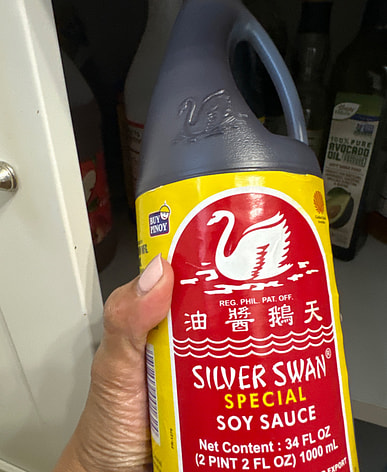 BUY
PINOY
REG. PHIL. PAT. OFF.
油醬鵝天
SILVER SWAN®
SPECIAL
SOY SAUCE
Net Content : 34 FL OZ
(2 PINT 2 FL OZ) 1000 mL
EXPORT
100% PURE
AVOCADO
OIL